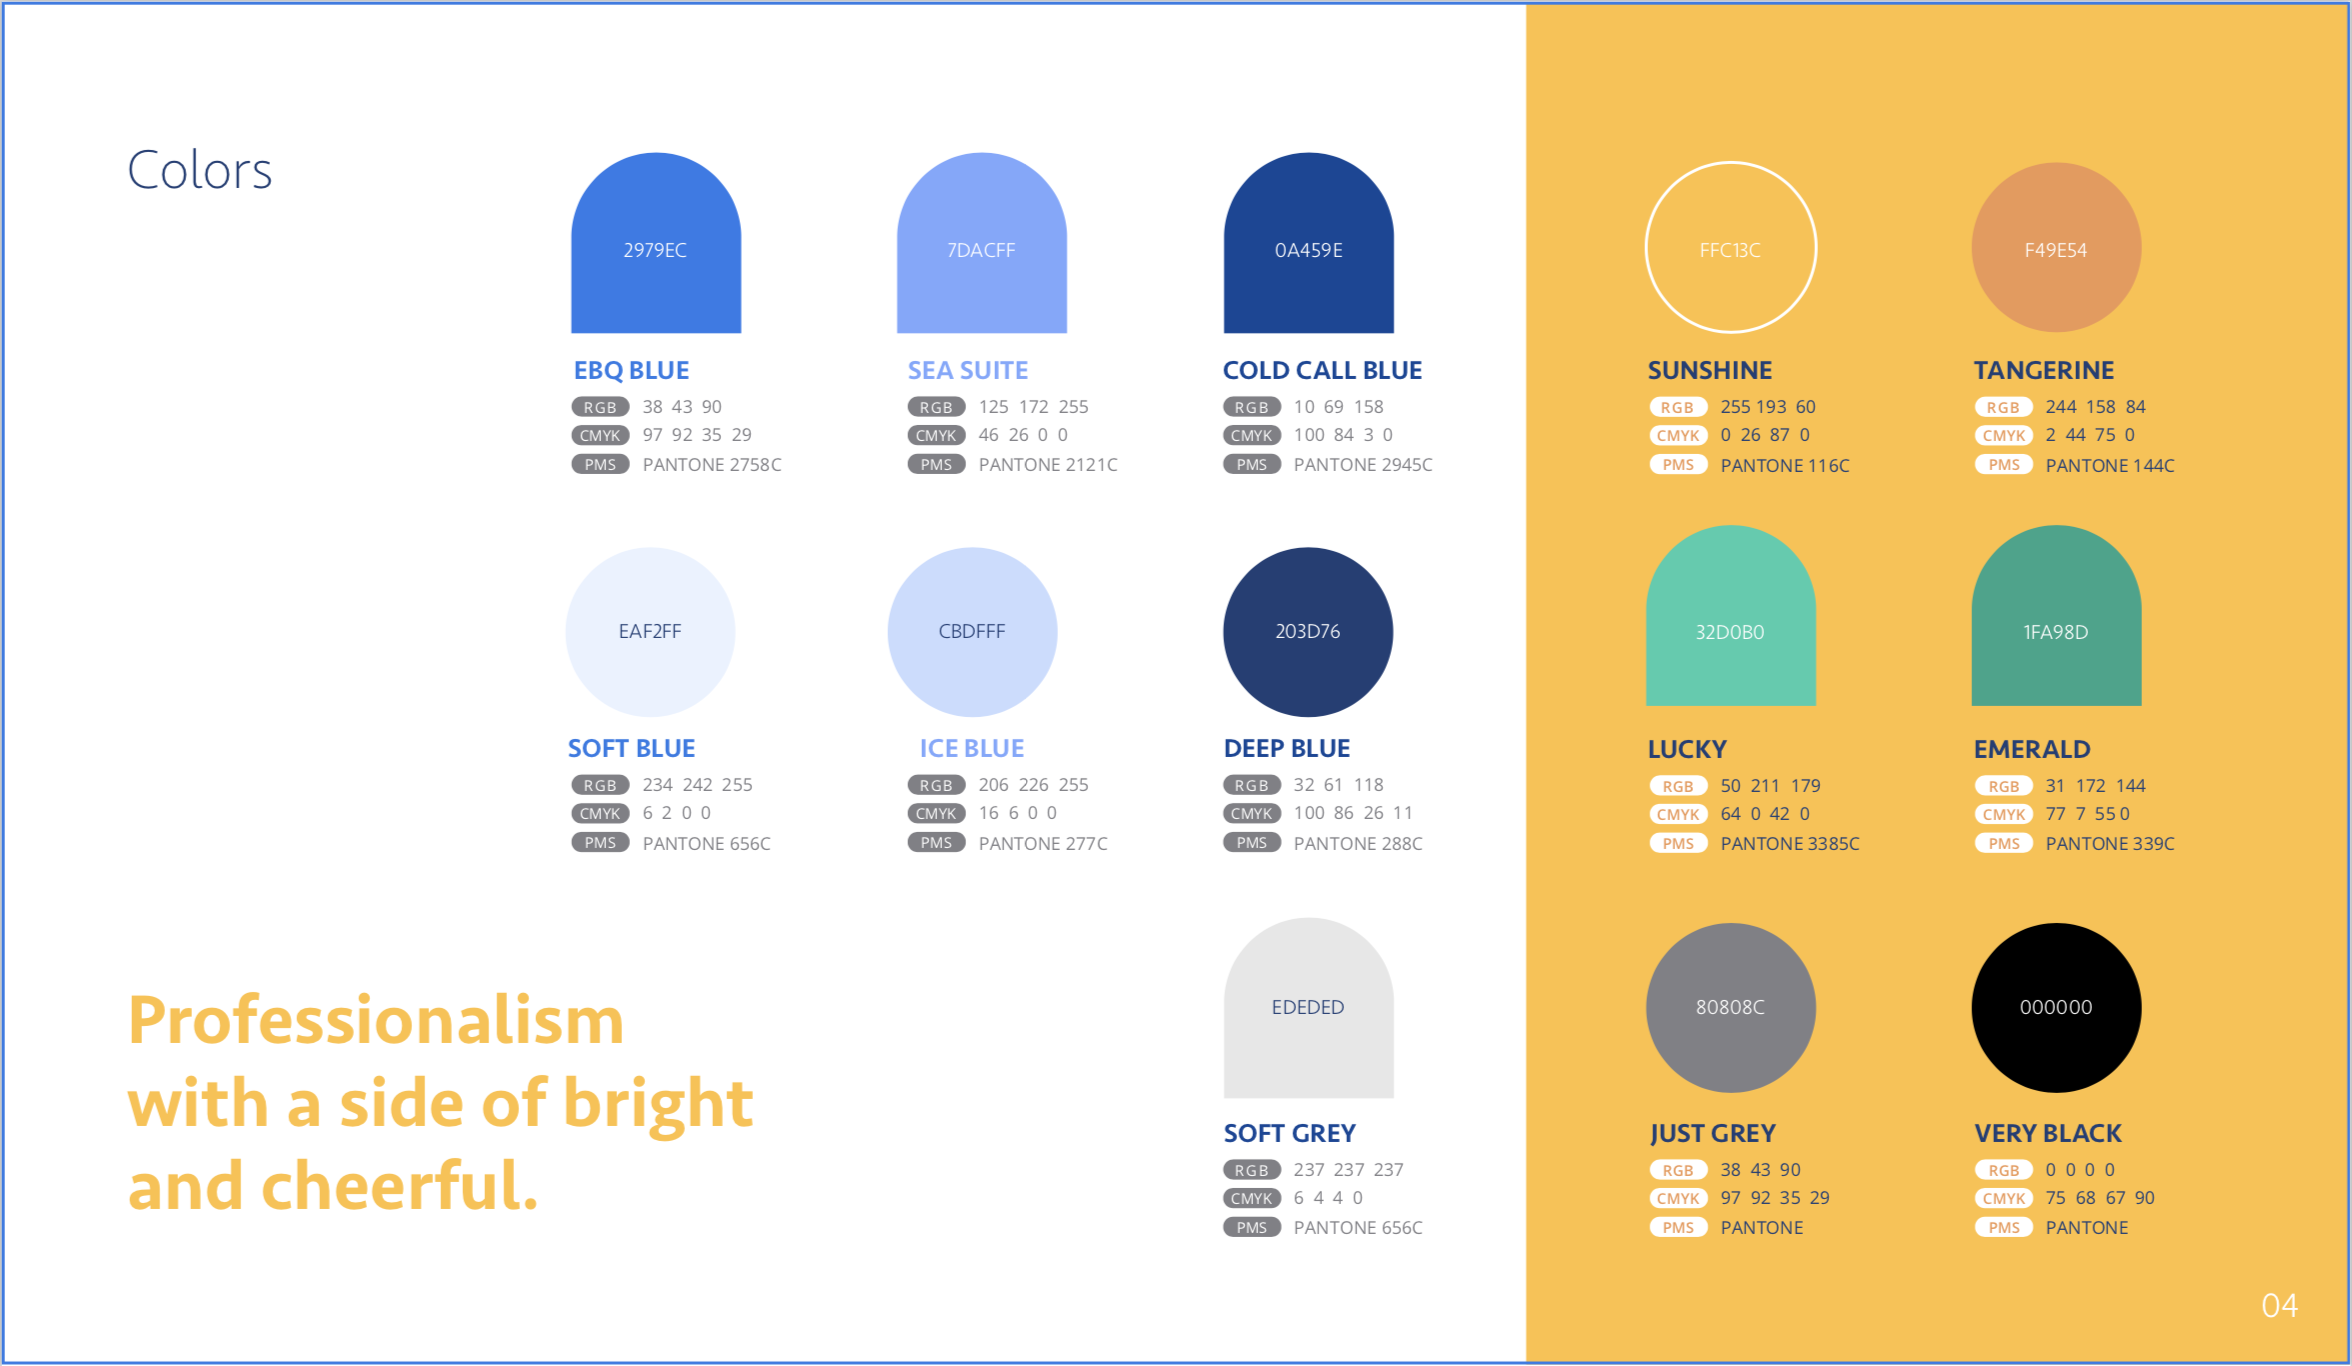 Colors
2979EC
EBQ BLUE
RGB 38 43 90
CMYK 97 92 35 29
PMS PANTONE 2758C
7DACFF
SEA SUITE
RGB 125 172 255
CMYK 46 26 0 0
PMS PANTONE 2121C
0A459E
COLD CALL BLUE
RGB 10 69 158
CMYK 100 84 3 0
PMS PANTONE 2945C
EAF2FF
SOFT BLUE
RGB 234 242 255
CMYK 6 2 0 0
PMS PANTONE 656C
CBDFFF
ICE BLUE
RGB 206 226 255
CMYK 16 6 0 0
PMS PANTONE 277C
203D76
DEEP BLUE
RGB 32 61 118
CMYK 100 86 26 11
PMS PANTONE 288C
EDEDED
SOFT GREY
RGB 237 237 237
CMYK 6 4 4 0
PMS PANTONE 656C
Professionalism
with a side of bright
and cheerful.
FFC13C
SUNSHINE
RGB 255 193 60
CMYK 0 26 87 0
PMS PANTONE 116C
F49E54
TANGERINE
RGB 244 158 84
CMYK 2 44 75 0
PMS PANTONE 144C
32D0B0
LUCKY
RGB 50 211 179
CMYK 64 0 42 0
PMS PANTONE 3385C
1FA98D
EMERALD
RGB 31 172 144
CMYK 77 7 55 0
PMS PANTONE 339C
80808C
JUST GREY
RGB 38 43 90
CMYK 97 92 35 29
PMS PANTONE
000000
VERY BLACK
RGB 0 0 0 0
CMYK 75 68 67 90
PMS PANTONE
04